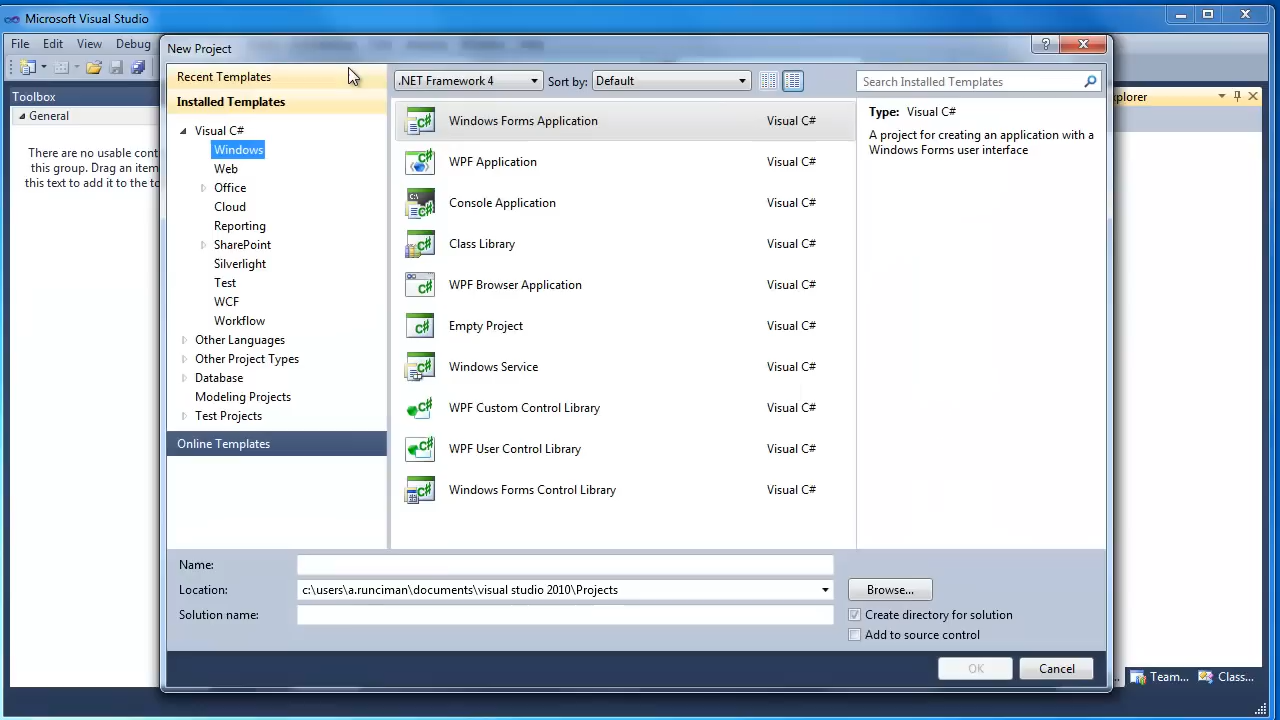 Microsoft Visual Studio
File Edit View Debug
New Project
Toolbox
General
There are no usable cont
this group. Drag an item
this text to add it to the to
Recent Templates
Installed Templates
Visual C#
Windows
Web
Office
Cloud
Reporting
SharePoint
Silverlight
Test
WCF
Workflow
Other Languages
Other Project Types
Database
Modeling Projects
Test Projects
Online Templates
.NET Framework 4 Sort by: Default
Windows Forms Application Visual C#
WPF Application Visual C#
Console Application Visual C#
Class Library Visual C#
WPF Browser Application Visual C#
Empty Project Visual C#
Windows Service Visual C#
WPF Custom Control Library Visual C#
WPF User Control Library Visual C#
Windows Forms Control Library Visual C#
Search Installed Templates
Type: Visual C#
A project for creating an application with a
Windows Forms user interface
plorer
Name:
Location: c:\users\a.runciman\documents\visual studio 2010\Projects Browse...
Solution name:
Create directory for solution
Add to source control
OK Cancel
... Team... Class...